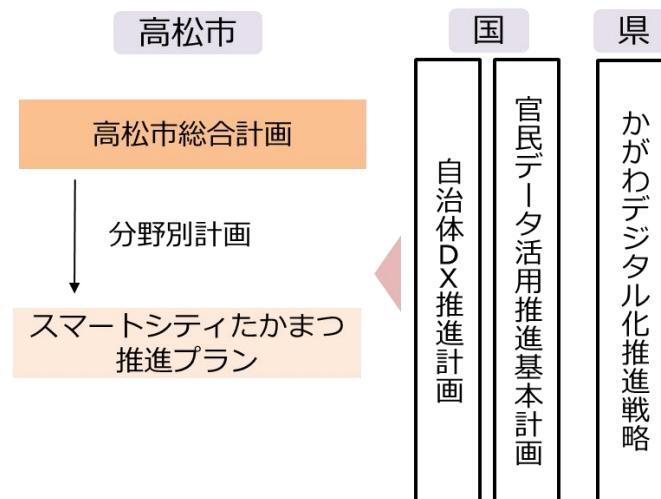 高松市
国
県
高松市総合計画
分野別計画
スマートシティたかまつ
推進プラン
自治体DX推進計画
官民データ活用推進基本計画
かがわデジタル化推進戦略